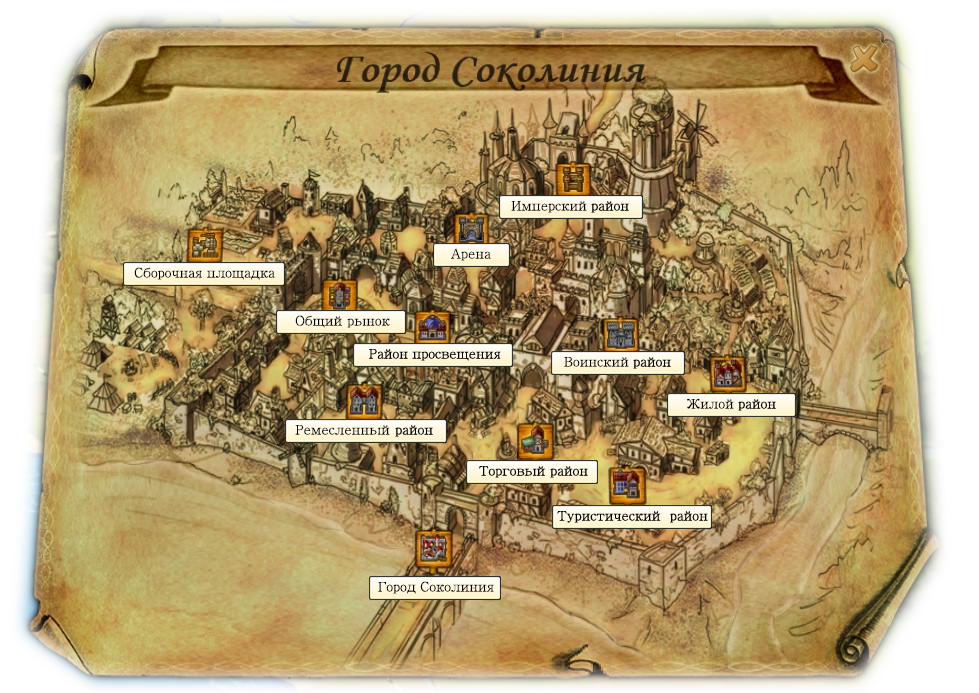 Город Соколиния
Имперский район
Арена
Сборочная площадка
Общий рынок
Район просвещения
Воинский район
Жилой район
Ремесленный район
Торговый район
Туристический район
Город Соколиния